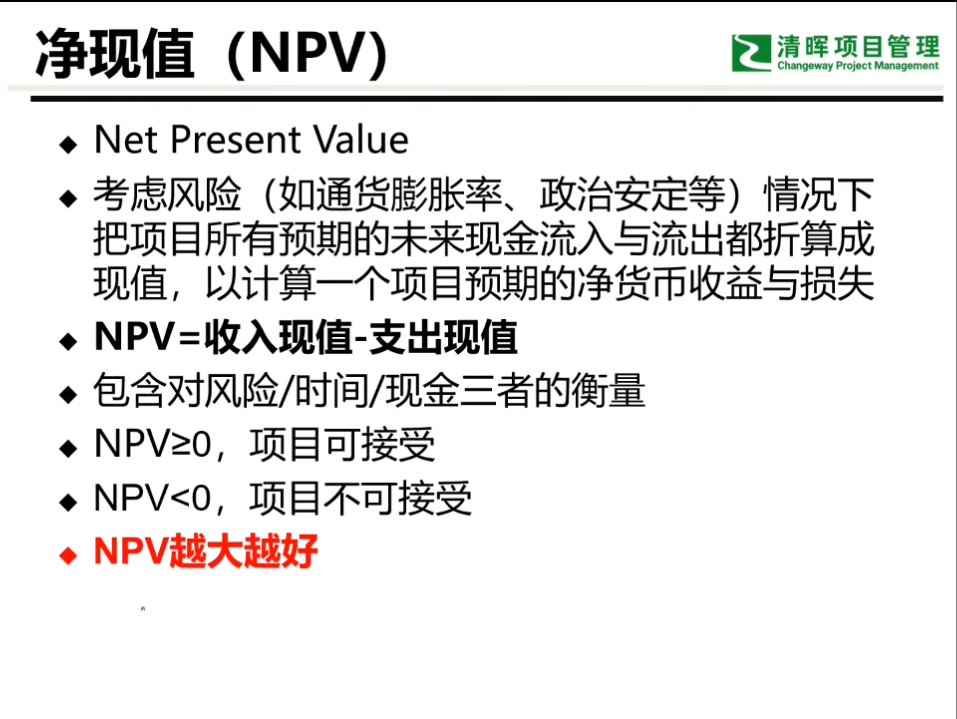 净现值（NPV）
清晖项目管理
Changeway Project Management
◆ Net Present Value
◆ 考虑风险（如通货膨胀率、政治安定等）情况下
把项目所有预期的未来现金流入与流出都折算成
现值，以计算一个项目预期的净货币收益与损失
◆ NPV=收入现值-支出现值
◆ 包含对风险/时间/现金三者的衡量
◆ NPV≥0，项目可接受
◆ NPV<0，项目不可接受
◆ NPV越大越好